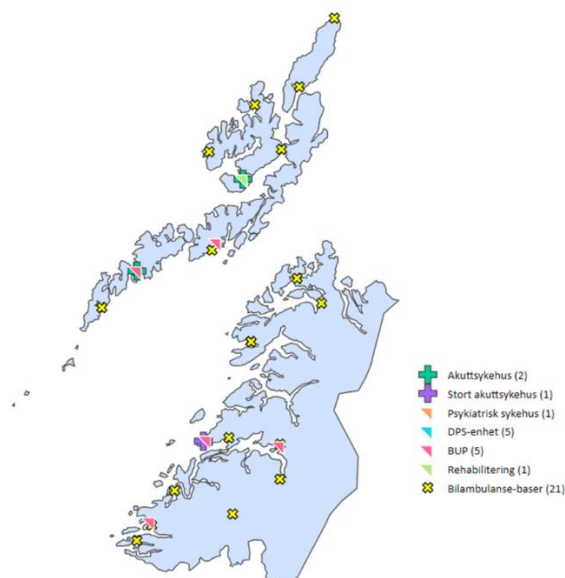 Akuttsykehus (2)
Stort akuttsykehus (1)
Psykiatrisk sykehus (1)
DPS-enhet (5)
BUP (5)
Rehabilitering (1)
Bilambulanse-baser (21)